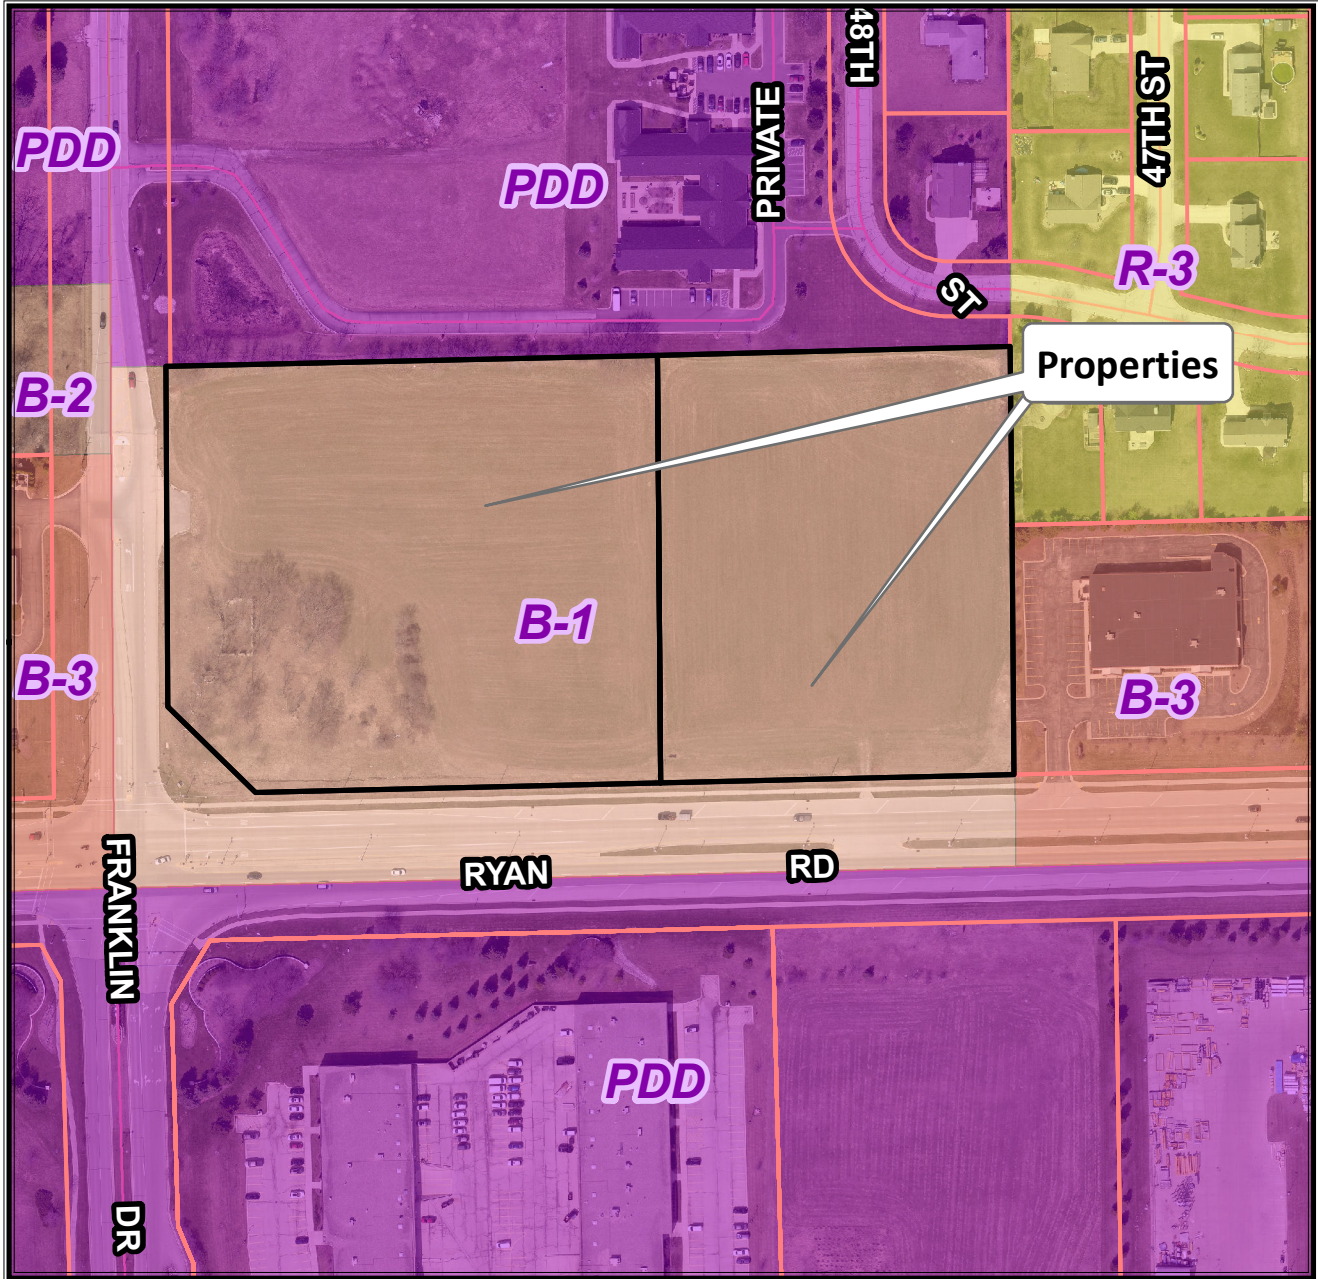 48TH
47TH ST
PRIVATE
PDD
PDD
R-3
ST
Properties
B-2
B-1
B-3
B-3
RYAN
RD
FRANKLIN
PDD
DR